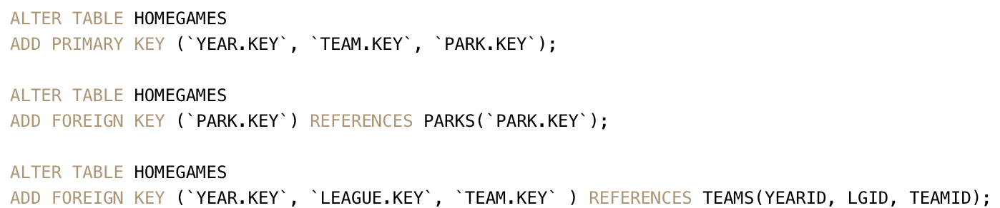 ALTER TABLE HOMEGAMES
ADD PRIMARY KEY (`YEAR.KEY`, `TEAM.KEY`, `PARK.KEY`);
ALTER TABLE HOMEGAMES
ADD FOREIGN KEY (`PARK.KEY`) REFERENCES PARKS(`PARK.KEY`);
ALTER TABLE HOMEGAMES
ADD FOREIGN KEY (`YEAR.KEY`, `LEAGUE.KEY`, `TEAM.KEY` ) REFERENCES TEAMS(YEARID, LGID, TEAMID);